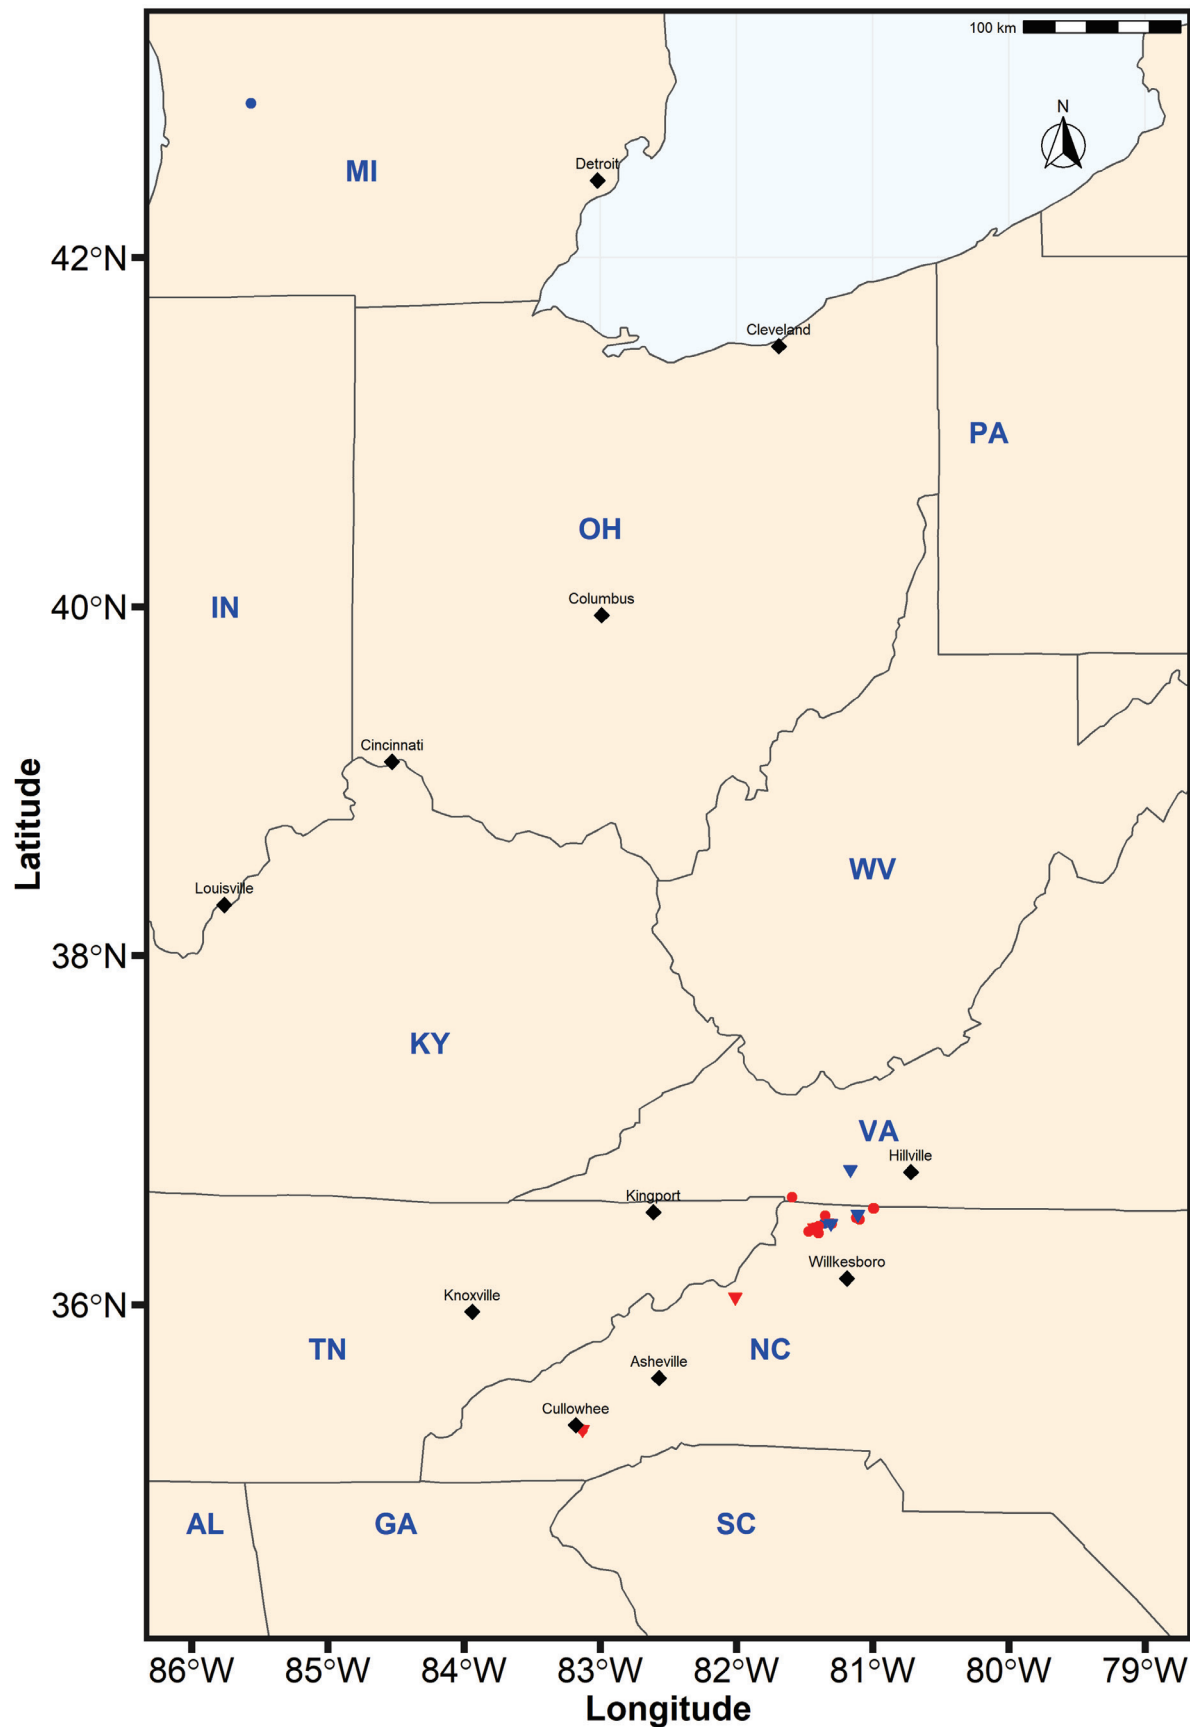 100 km
N
Detroit
MI
42°N
Cleveland
PA
OH
40°N
IN
Columbus
Cincinnati
Latitude
WV
Louisville
38°N
KY
VA
Hillville
Kingport
Willkesboro
36°N
Knoxville
TN
NC
Asheville
Cullowhee
AL
GA
SC
86°W
85°W
84°W
83°W
82°W
81°W
80°W
79°W
Longitude